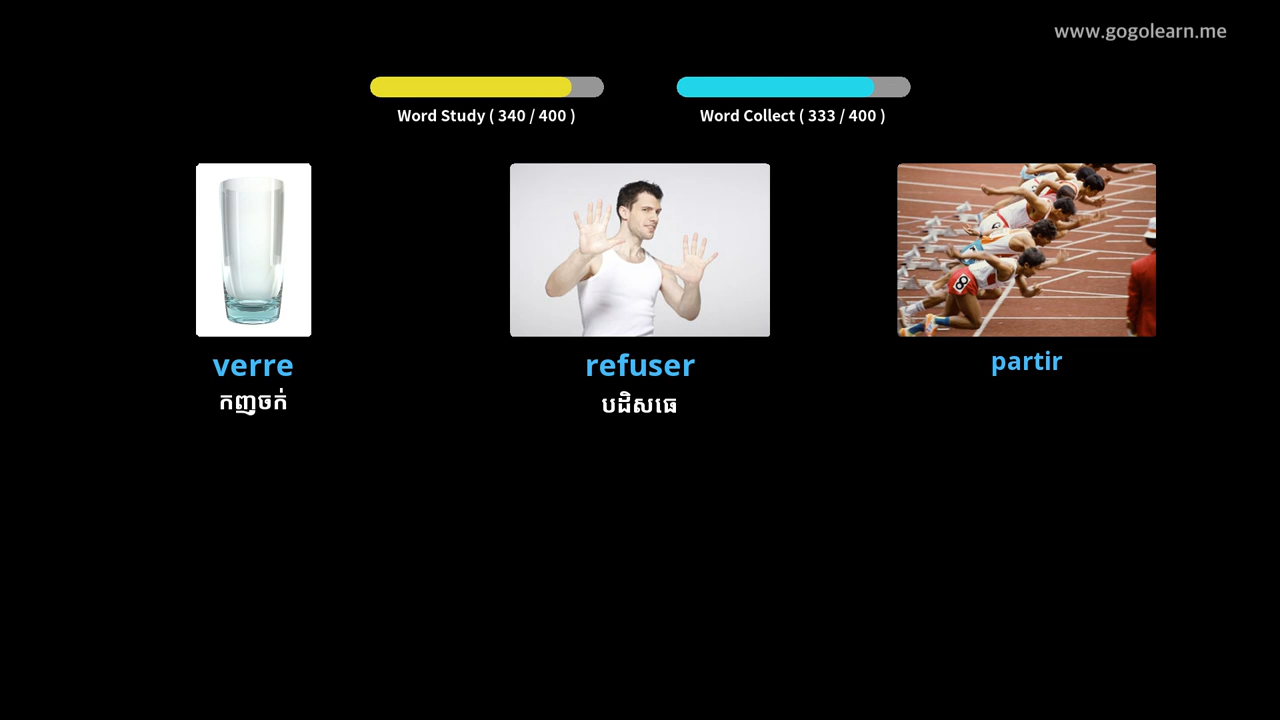 www.gogolearn.me
Word Study ( 340 / 400 )
Word Collect ( 333 / 400 )
verre
កញ្ចក់
refuser
បដិសធេ
partir
8